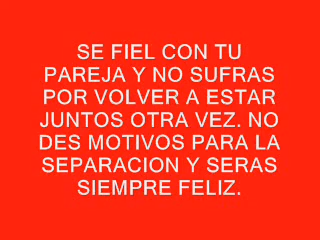 SE FIEL CON TU
PAREJA Y NO SUFRAS
POR VOLVER A ESTAR
JUNTOS OTRA VEZ. NO
DES MOTIVOS PARA LA
SEPARACION Y SERAS
SIEMPRE FELIZ.